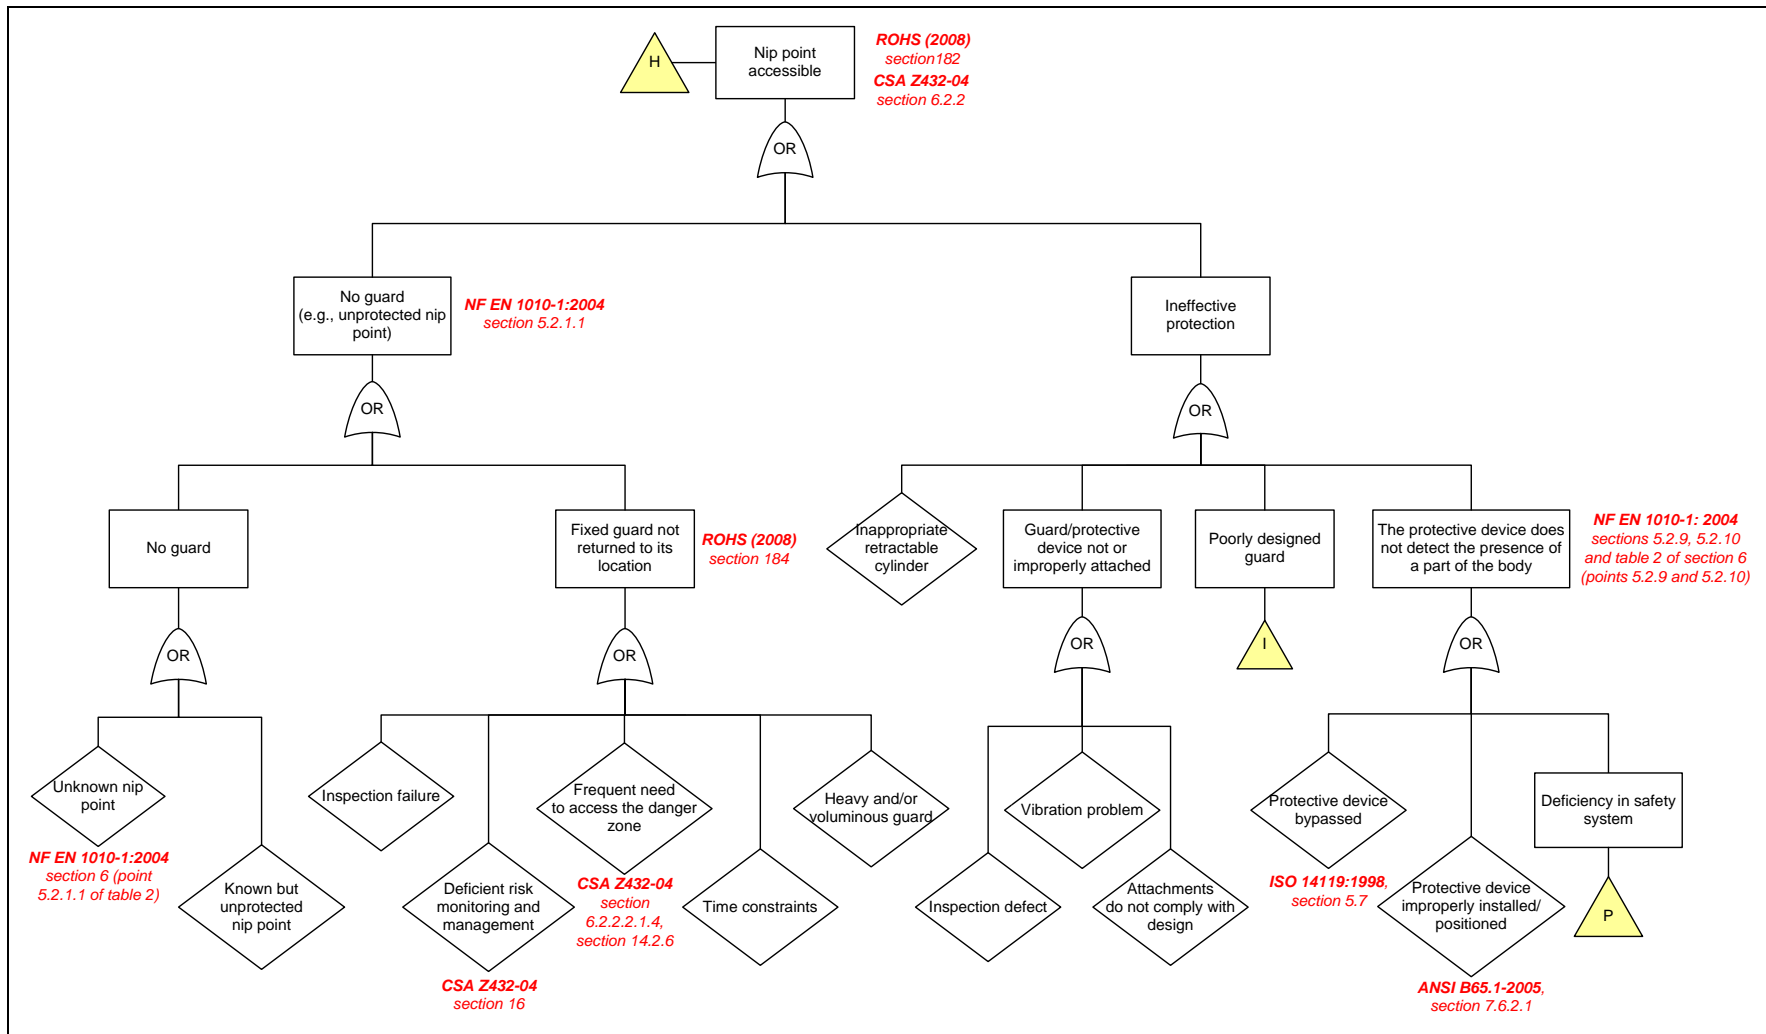 H
Nip point
accessible
ROHS (2008)
section182
CSA Z432-04
section 6.2.2
OR
No guard
(e.g., unprotected nip
point)
NF EN 1010-1:2004
section 5.2.1.1
Ineffective
protection
OR
OR
No guard
Fixed guard not
returned to its
location
ROHS (2008)
section 184
Inappropriate
retractable
cylinder
Guard/protective
device not or
improperly attached
Poorly designed
guard
The protective device does
not detect the presence of
a part of the body
NF EN 1010-1: 2004
sections 5.2.9, 5.2.10
and table 2 of section 6
(points 5.2.9 and 5.2.10)
OR
OR
OR
I
OR
Unknown nip
point
NF EN 1010-1:2004
section 6 (point
5.2.1.1 of table 2)
Known but
unprotected
nip point
Inspection failure
Deficient risk
monitoring and
management
CSA Z432-04
section 16
Frequent need
to access the danger
zone
CSA Z432-04
section
6.2.2.2.1.4,
section 14.2.6
Time constraints
Heavy and/or
voluminous guard
Inspection defect
Vibration problem
Attachments
do not comply with
design
Protective device
bypassed
ISO 14119:1998,
section 5.7
Protective device
improperly installed/
positioned
ANSI B65.1-2005,
section 7.6.2.1
Deficiency in safety
system
P